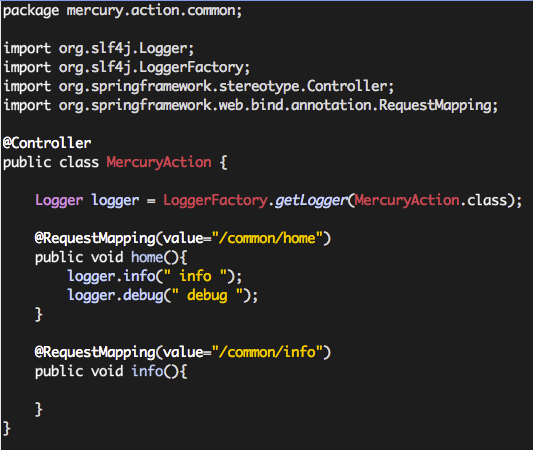 package mercury.action.common;
import org.slf4j.Logger;
import org.slf4j.LoggerFactory;
import org.springframework.stereotype.Controller;
import org.springframework.web.bind.annotation.RequestMapping;
@Controller
public class MercuryAction {
Logger logger = LoggerFactory.getLogger(MercuryAction.class);
@RequestMapping(value="/common/home")
public void home(){
logger.info(" info ");
logger.debug(" debug ");
}
@RequestMapping(value="/common/info")
public void info(){
}
}